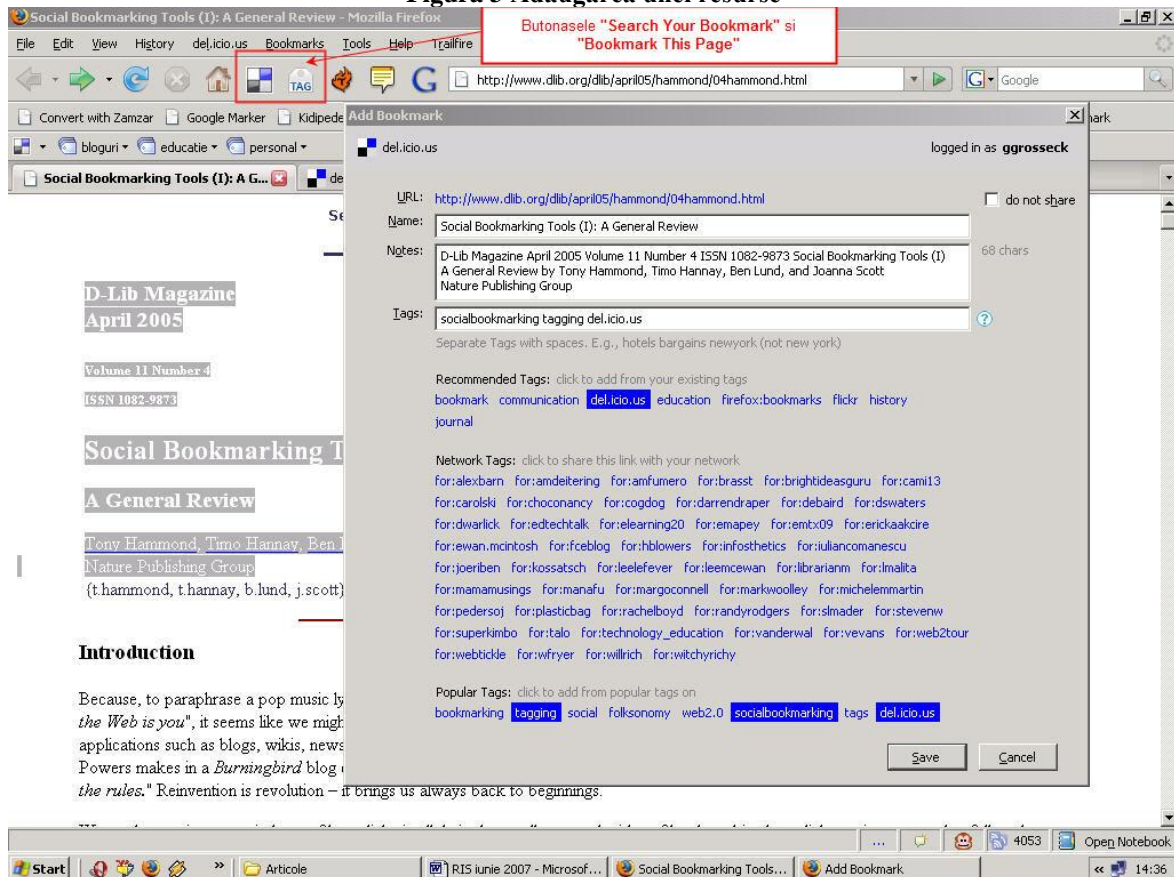 Social Bookmarking Tools (I): A General Review - Mozilla Firefox
Butonasele "Search Your Bookmark" si
"Bookmark This Page"
File Edit View History del.icio.us Bookmarks Tools Help Trailfire
TAG
http://www.dlib.org/dlib/april05/hammond/04hammond.html
Google
Convert with Zamzar Google Marker Kidipede
bloguri educatie personal
Social Bookmarking Tools (I): A G...
D-Lib Magazine
April 2005
Volume 11 Number 4
ISSN 1082-9873
Social Bookmarking T
A General Review
Tony Hammond, Timo Hannay, Ben
Nature Publishing Group
{t.hammond, t.hannay, b.lund, j.scott}
Introduction
Because, to paraphrase a pop music ly
the Web is you", it seems like we migh
applications such as blogs, wikis, news
Powers makes in a Burningbird blog
the rules." Reinvention is revolution – it brings us always back to beginnings.
Add Bookmark
del.icio.us
logged in as ggrosseck
URL: http://www.dlib.org/dlib/april05/hammond/04hammond.html
do not share
Name: Social Bookmarking Tools (I): A General Review
Notes: D-Lib Magazine April 2005 Volume 11 Number 4 ISSN 1082-9873 Social Bookmarking Tools (I)
A General Review by Tony Hammond, Timo Hannay, Ben Lund, and Joanna Scott
Nature Publishing Group
68 chars
Tags: socialbookmarking tagging del.icio.us
Separate Tags with spaces. E.g., hotels bargains newyork (not new york)
Recommended Tags: click to add from your existing tags
bookmark communication del.icio.us education firefox:bookmarks flickr history
journal
Network Tags: click to share this link with your network
for:alexbarn for:amdeitering for:amfumero for:brasst for:brightideasguru for:cami13
for:carolski for:choconancy for:cogdog for:darrendraper for:debaird for:dswaters
for:dwarlick for:edtechtalk for:elearning20 for:emapey for:emtx09 for:erickaakcire
for:ewan.mcintosh for:fceblog for:hblowers for:infosthetics for:iuliancomanescu
for:joeriben for:kossatsch for:leelefever for:leemcewan for:librarianm for:lmalita
for:mamamusings for:manafu for:margoconnell for:markwoolley for:michelemmartin
for:pedersoj for:plasticbag for:rachelboyd for:randyrodgers for:slmader for:stevenw
for:superkimbo for:talo for:technology_education for:vanderwal for:vevans for:web2tour
for:webtickle for:wfryer for:willrich for:witchyrichy
Popular Tags: click to add from popular tags on
bookmarking tagging social folksonomy web2.0 socialbookmarking tags del.icio.us
Save Cancel
4053 Open Notebook
Start Articole RIS iunie 2007 - Microsof... Social Bookmarking Tools... Add Bookmark 14:36